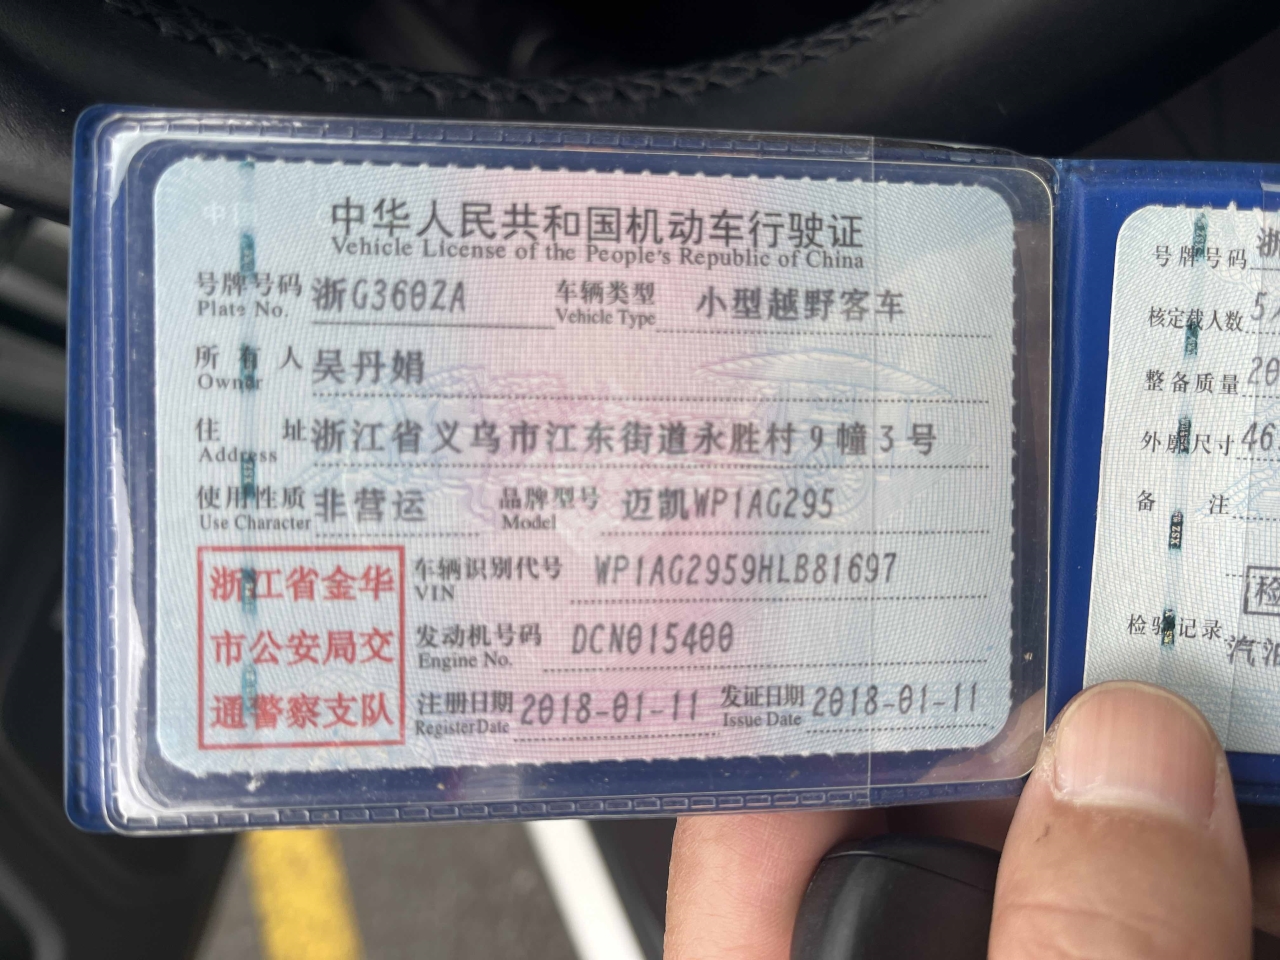 中华人民共和国机动车行驶证
Vehicle License of the People's Republic of China
号牌号码 浙G360ZA 车辆类型 小型越野客车
Plate No. Vehicle Type
所有人 吴丹娟
Owner
住址 浙江省义乌市江东街道永胜村9幢3号
Address
使用性质 非营运 品牌型号 迈凯WP1AG295
Use Character Model
车辆识别代号 WP1AG2959HLB81697
VIN
发动机号码 DCN015400
Engine No.
注册日期 2018-01-11 发证日期 2018-01-11
Register Date Issue Date
浙江省金华
市公安局交
通警察支队
号牌号码 浙
核定载人数 5
整备质量 20
外廓尺寸 46
备注
检
检验记录
汽油